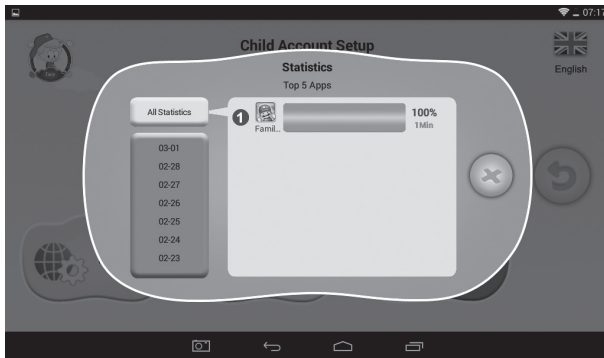 07:17
Child Account Setup
English
Statistics
Top 5 Apps
All Statistics
1
Famil...
100%
1Min
03-01
02-28
02-27
02-26
02-25
02-24
02-23